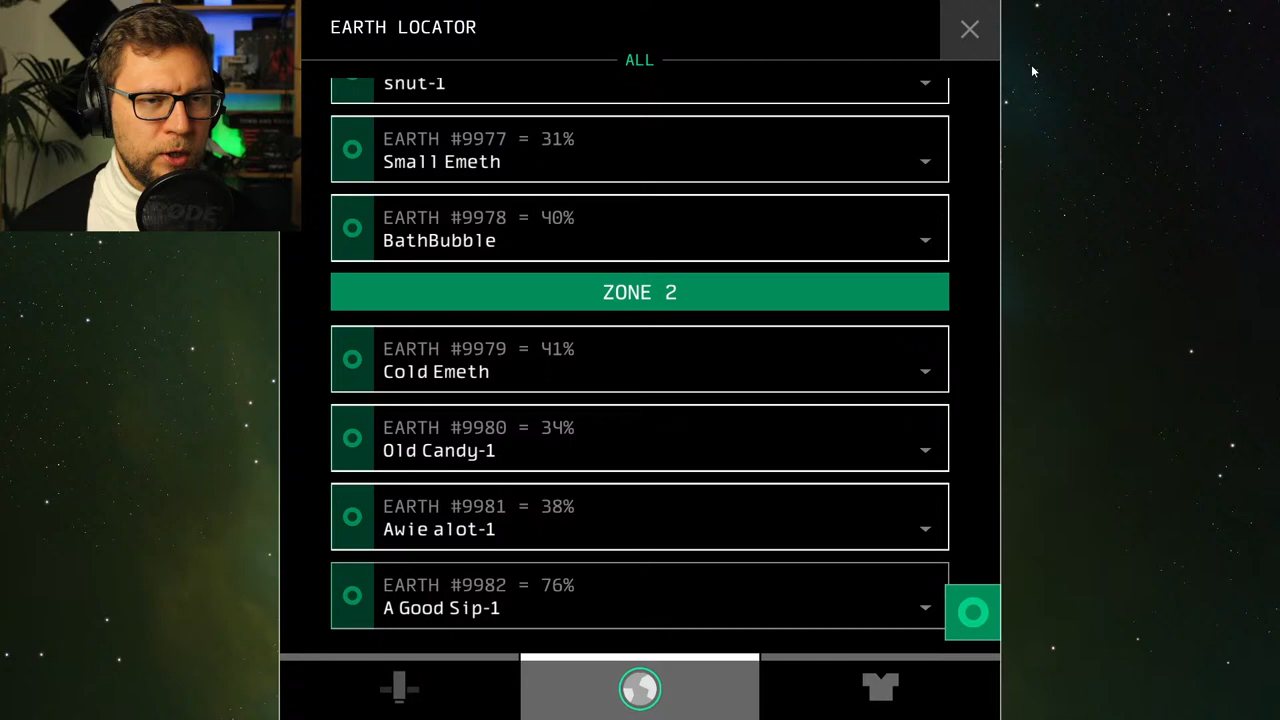 EARTH LOCATOR
ALL
snut-1
EARTH #9977 = 31%
Small Emeth
EARTH #9978 = 40%
BathBubble
ZONE 2
EARTH #9979 = 41%
Cold Emeth
EARTH #9980 = 34%
Old Candy-1
EARTH #9981 = 38%
Awie alot-1
EARTH #9982 = 76%
A Good Sip-1
RODE